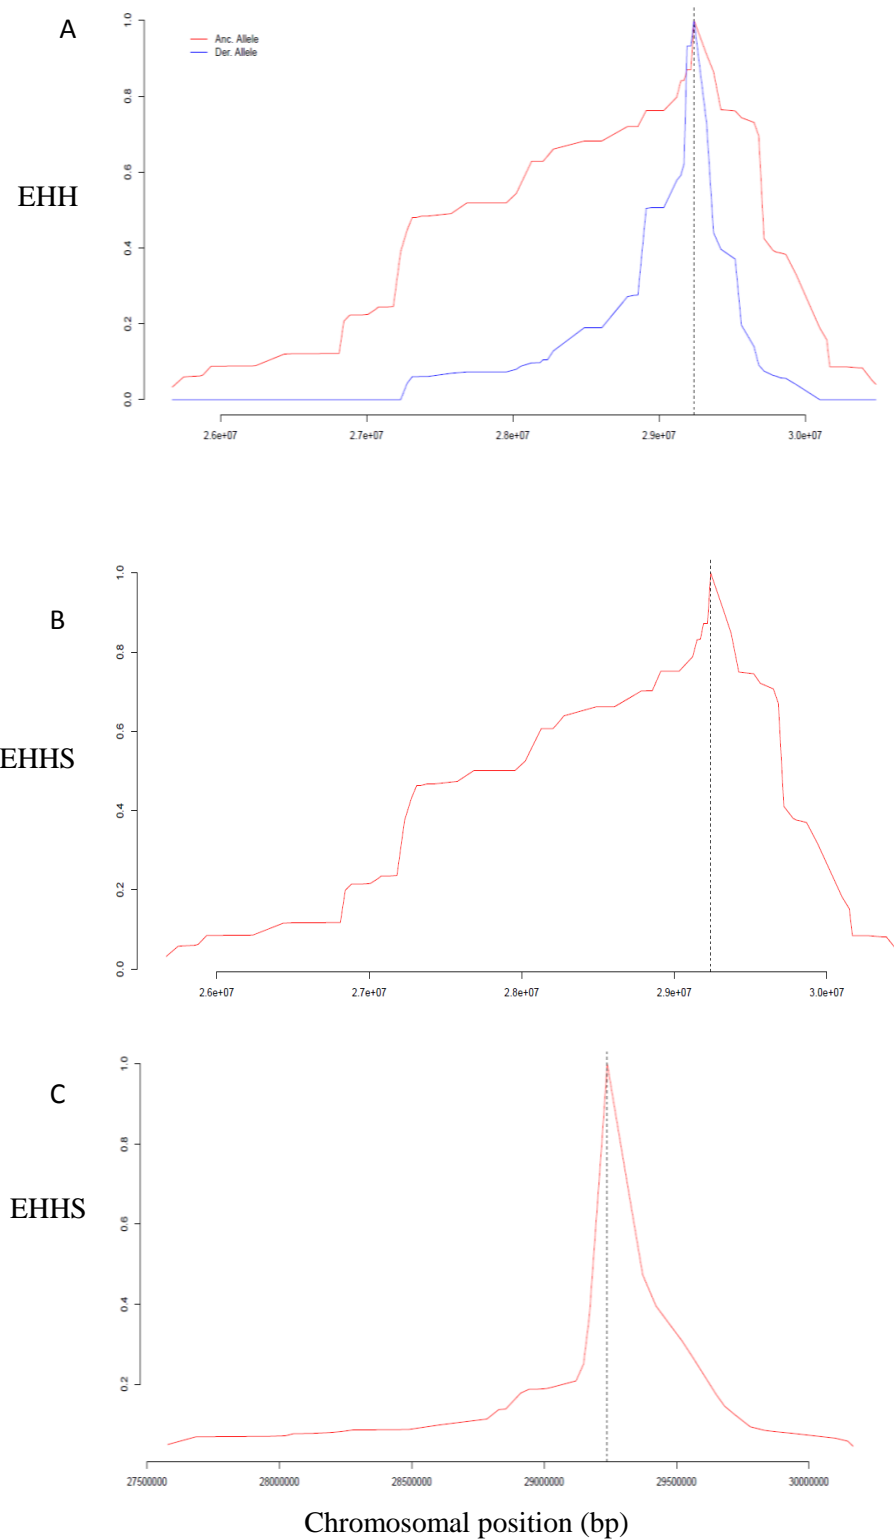 A
Anc. Allele
Der. Allele
EHH
1.0
0.8
0.6
0.4
0.2
0.0
2.6e+07 2.7e+07 2.8e+07 2.9e+07 3.0e+07
B
EHHS
1.0
0.8
0.6
0.4
0.2
0.0
2.6e+07 2.7e+07 2.8e+07 2.9e+07 3.0e+07
C
EHHS
1.0
0.8
0.6
0.4
0.2
27500000 28000000 28500000 29000000 29500000 30000000
Chromosomal position (bp)